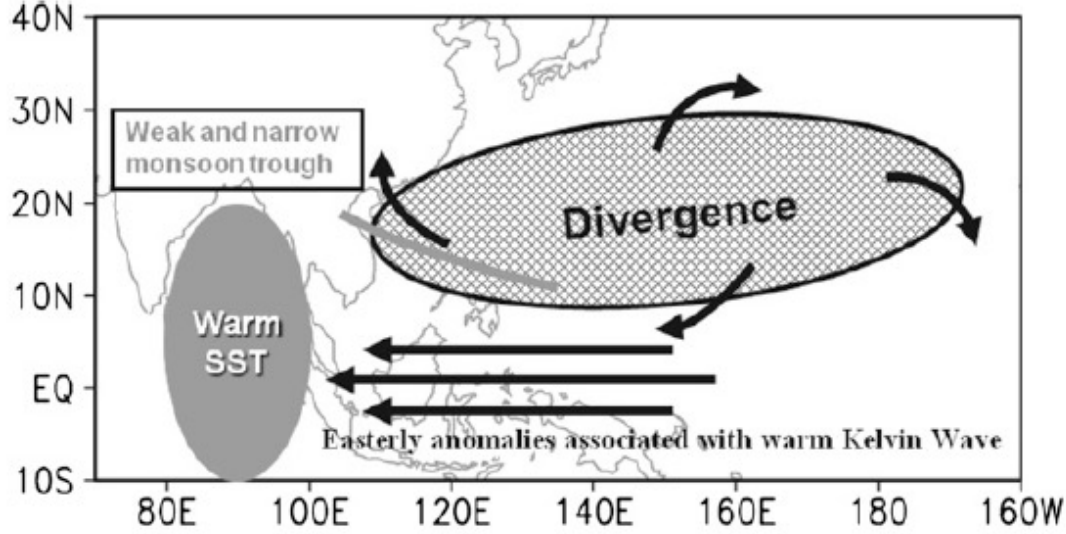 40N
30N
20N
10N
EQ
10S
Weak and narrow
monsoon trough
Divergence
Warm
SST
Easterly anomalies associated with warm Kelvin Wave
80E 100E 120E 140E 160E 180 160W